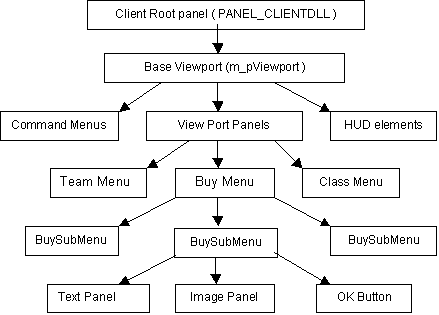 Client Root panel ( PANEL_CLIENTDLL )
Base Viewport (m_pViewport )
Command Menus
View Port Panels
HUD elements
Team Menu
Buy Menu
Class Menu
BuySubMenu
BuySubMenu
BuySubMenu
Text Panel
Image Panel
OK Button